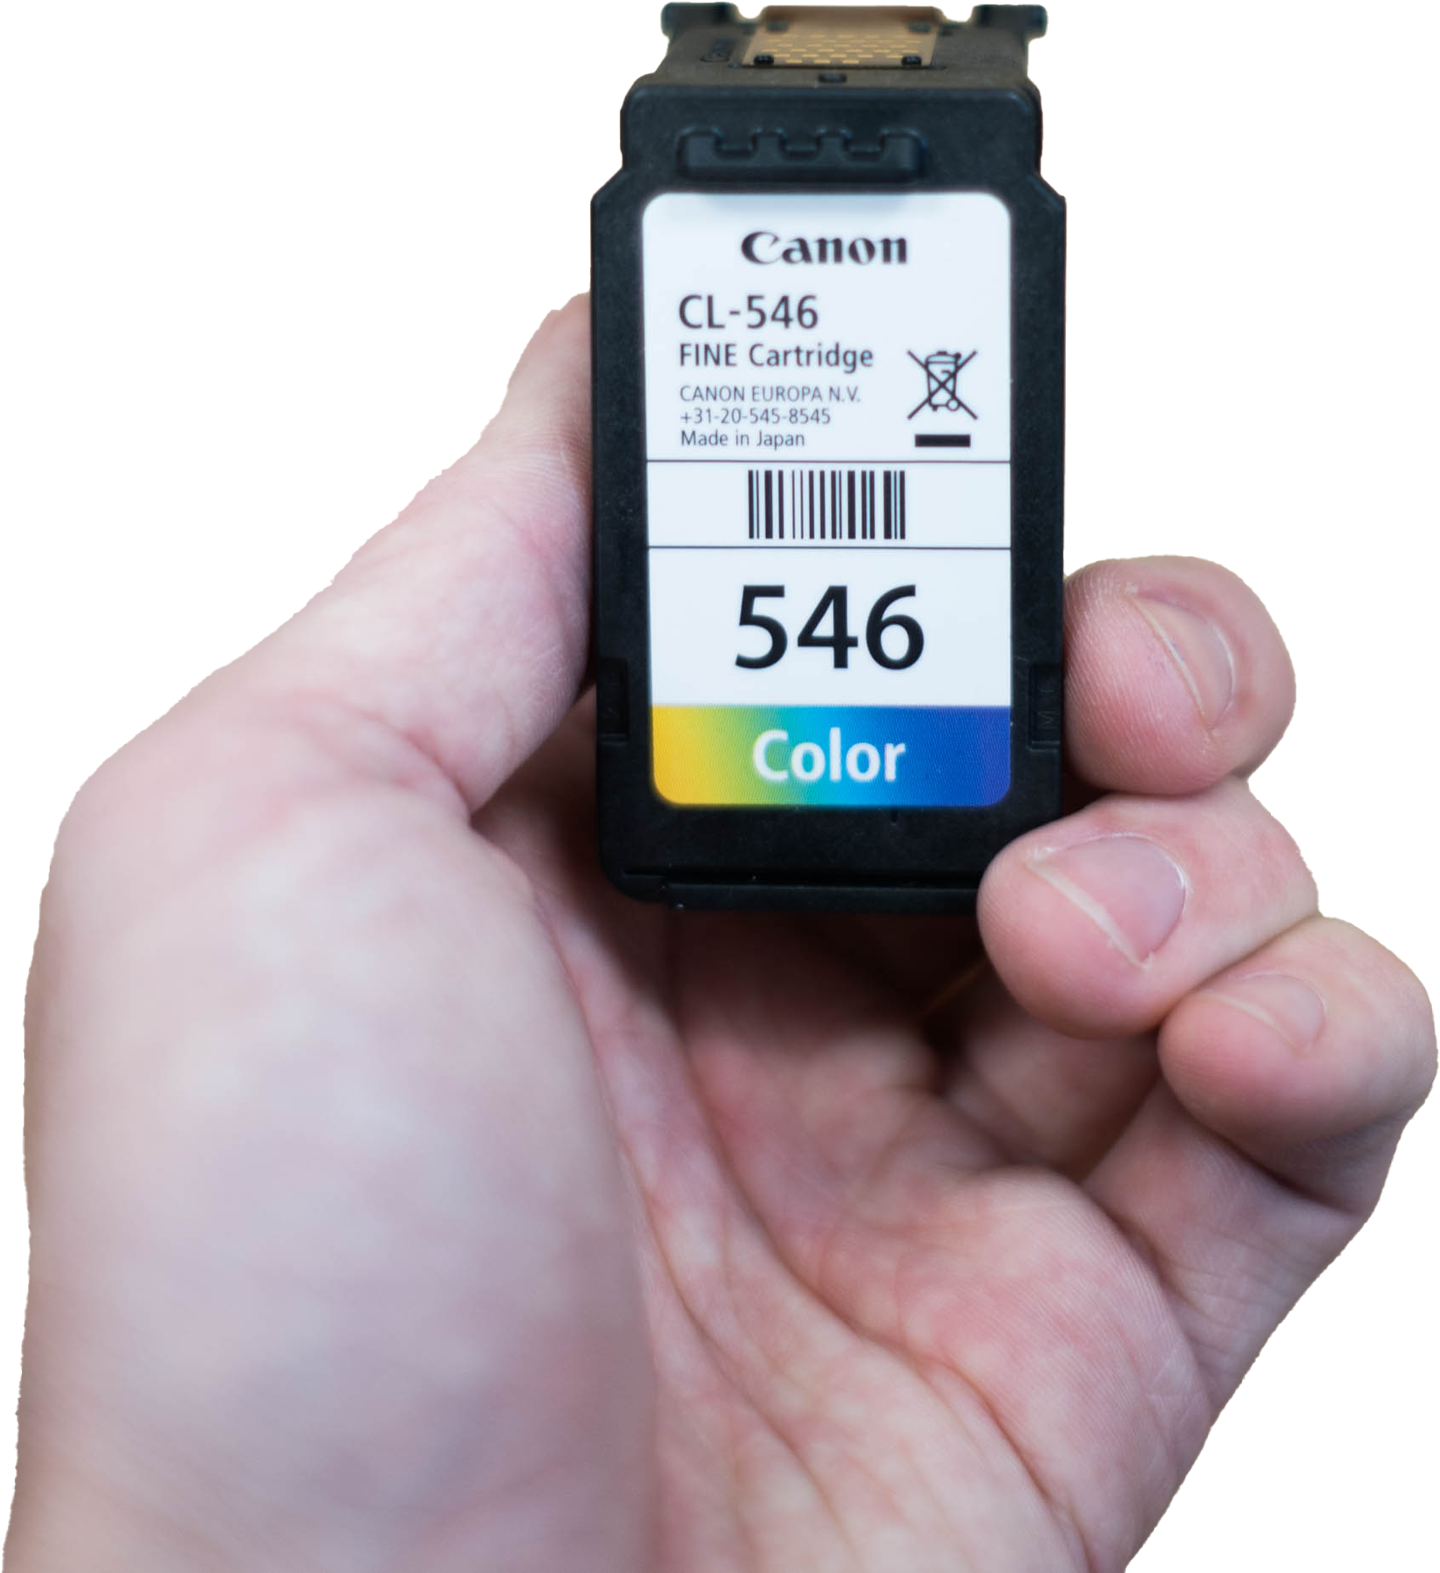 Canon
CL-546
FINE Cartridge
CANON EUROPA N.V.
+31-20-545-8545
Made in Japan
546
Color